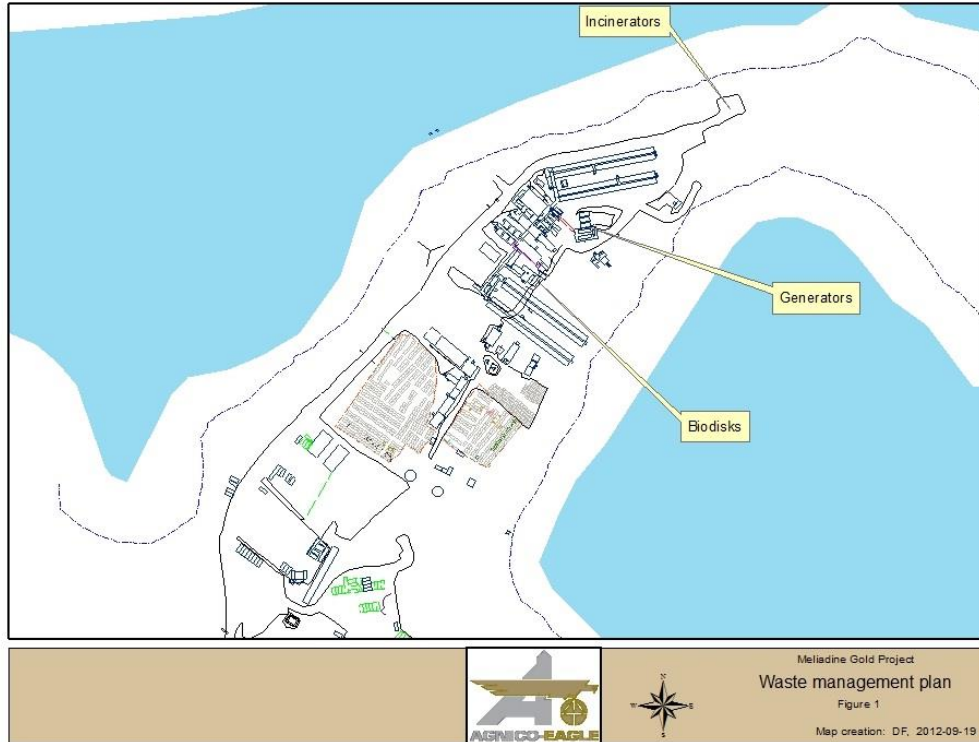 Incinerators
Generators
Biodisks
AGNICO-EAGLE
N
W
E
S
Meliadine Gold Project
Waste management plan
Figure 1
Map creation: DF, 2012-09-19